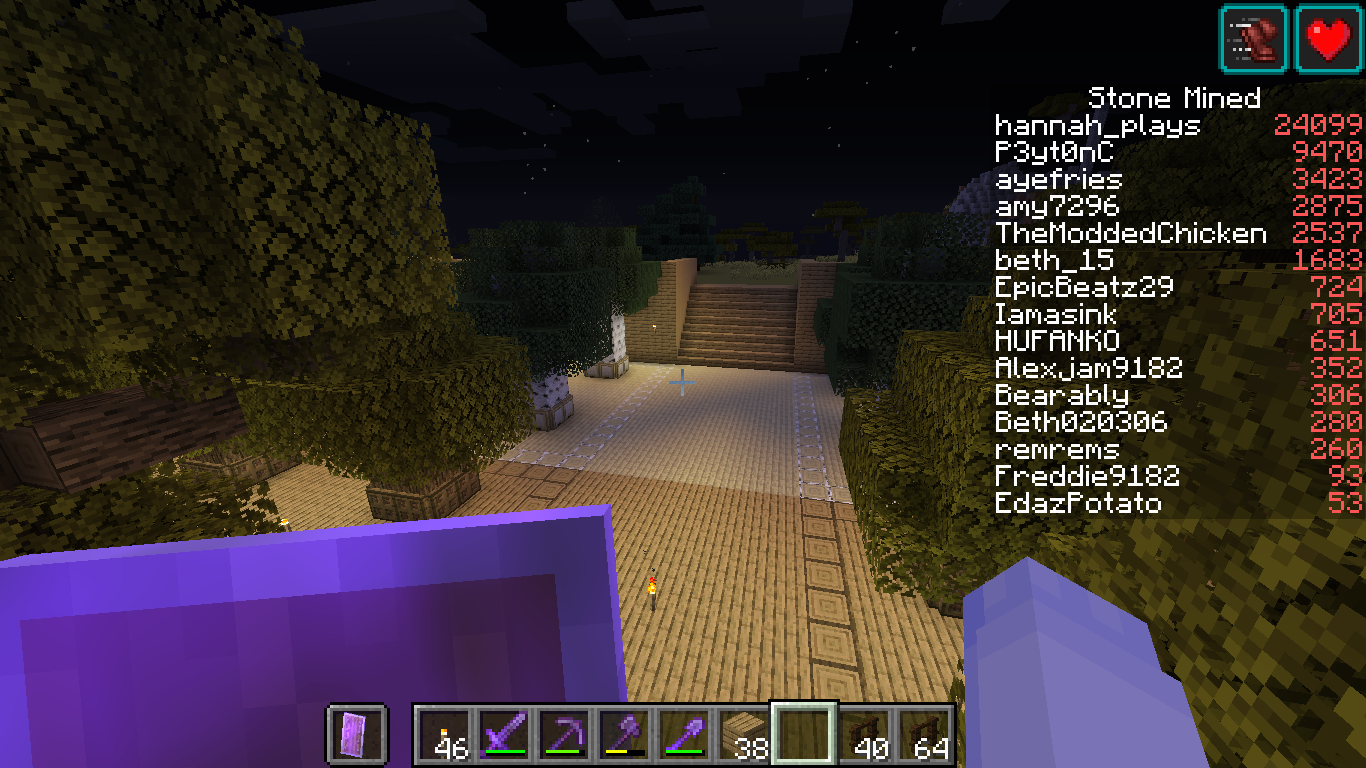 Stone Mined
hannah_plays 24099
P3yt0nC 9470
ayefries 3423
amy7296 2875
TheModdedChicken 2537
beth_15 1683
EpicBeatz29 724
Iamasink 705
HUFANKO 651
Alexjam9182 352
Bearably 306
Beth020306 280
remrems 260
Freddie9182 93
EdazPotato 53
46 38 40 64